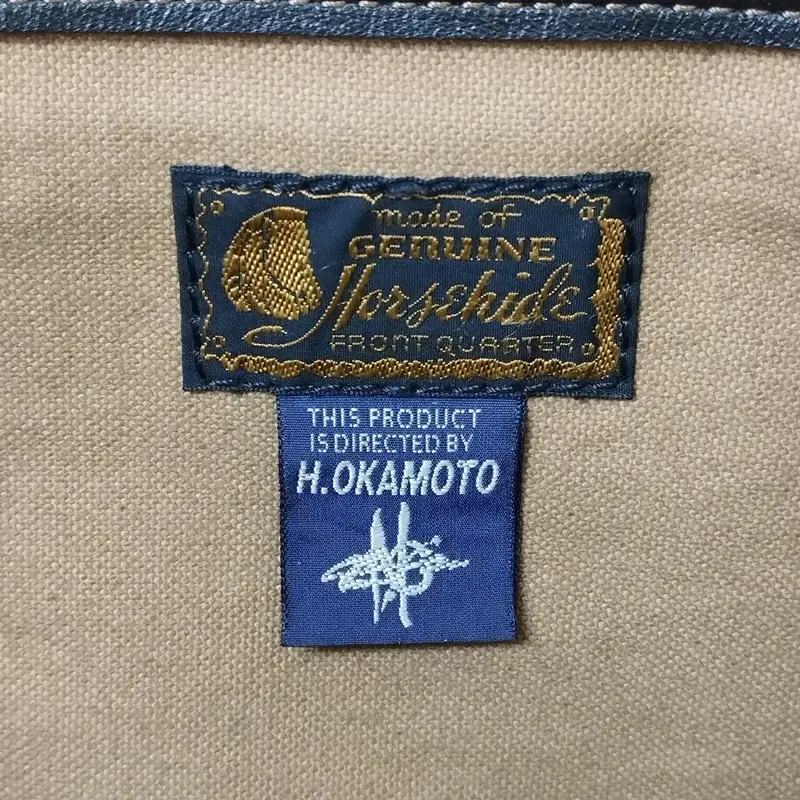 made of
GENUINE
Horsehide
FRONT QUARTER
THIS PRODUCT
IS DIRECTED BY
H.OKAMOTO